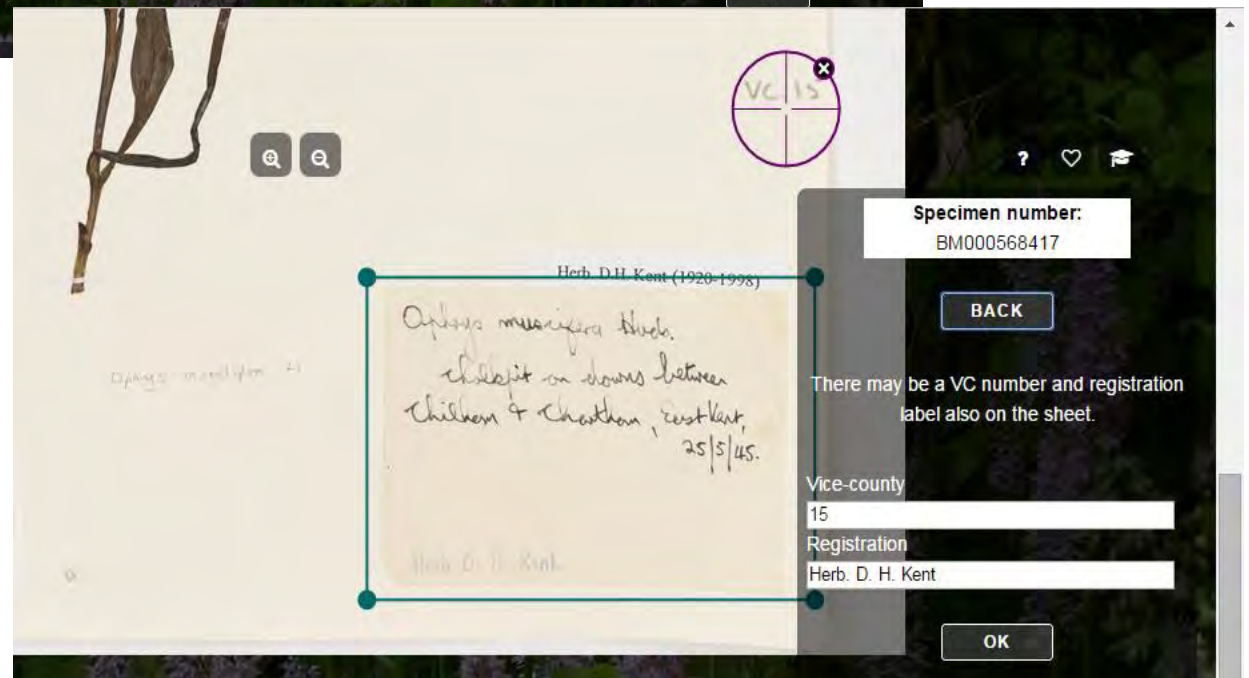 VC 15
Specimen number:
BM000568417
BACK
Herb. D.H. Kent (1920-1998)
Ophrys muscifera Huds.
Chalkpit on downs between
Chilham & Chartham, East Kent,
25/5/45.
Herb. D. H. Kent
Ophrys
There may be a VC number and registration
label also on the sheet.
Vice-county
15
Registration
Herb. D. H. Kent
OK